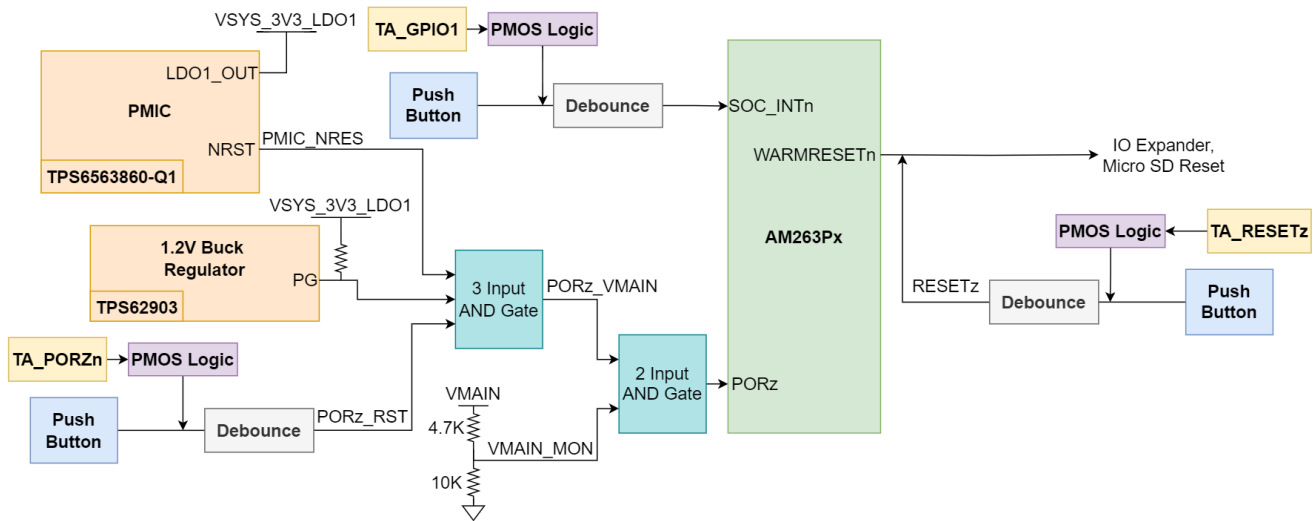 VSYS_3V3_LDO1
TA_GPIO1
PMOS Logic
LDO1_OUT
PMIC
NRST
TPS6563860-Q1
PMIC_NRES
Push
Button
Debounce
SOC_INTn
WARMRESETn
AM263Px
PORz
IO Expander,
Micro SD Reset
PMOS Logic
TA_RESETz
RESETz
Debounce
Push
Button
VSYS_3V3_LDO1
1.2V Buck
Regulator
PG
TPS62903
3 Input
AND Gate
PORz_VMAIN
TA_PORZn
PMOS Logic
Push
Button
Debounce
PORz_RST
2 Input
AND Gate
VMAIN
4.7K
VMAIN_MON
10K